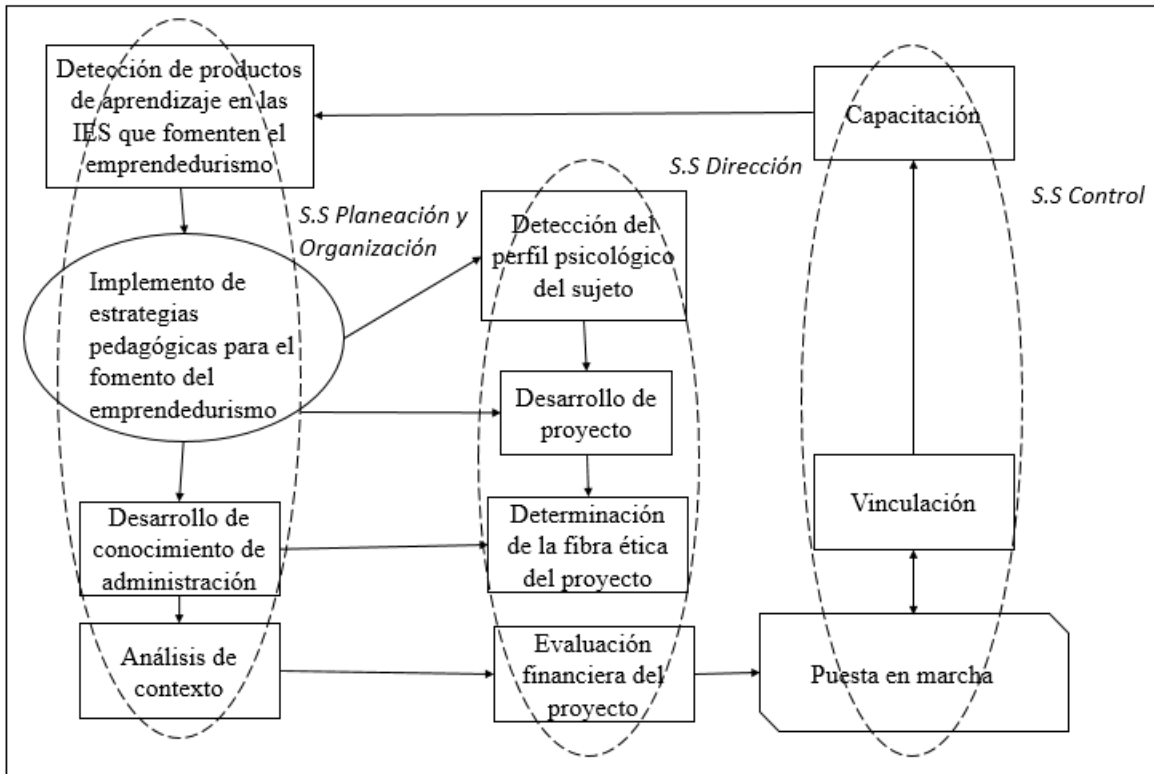 Detección de productos
de aprendizaje en las
IES que fomenten el
emprendedurismo
Capacitación
S.S Dirección
S.S Control
S.S Planeación y
Organización
Detección del
perfil psicológico
del sujeto
Implemento de
estrategias
pedagógicas para el
fomento del
emprendedurismo
Desarrollo de
proyecto
Vinculación
Desarrollo de
conocimiento de
administración
Determinación
de la fibra ética
del proyecto
Análisis de
contexto
Evaluación
financiera del
proyecto
Puesta en marcha